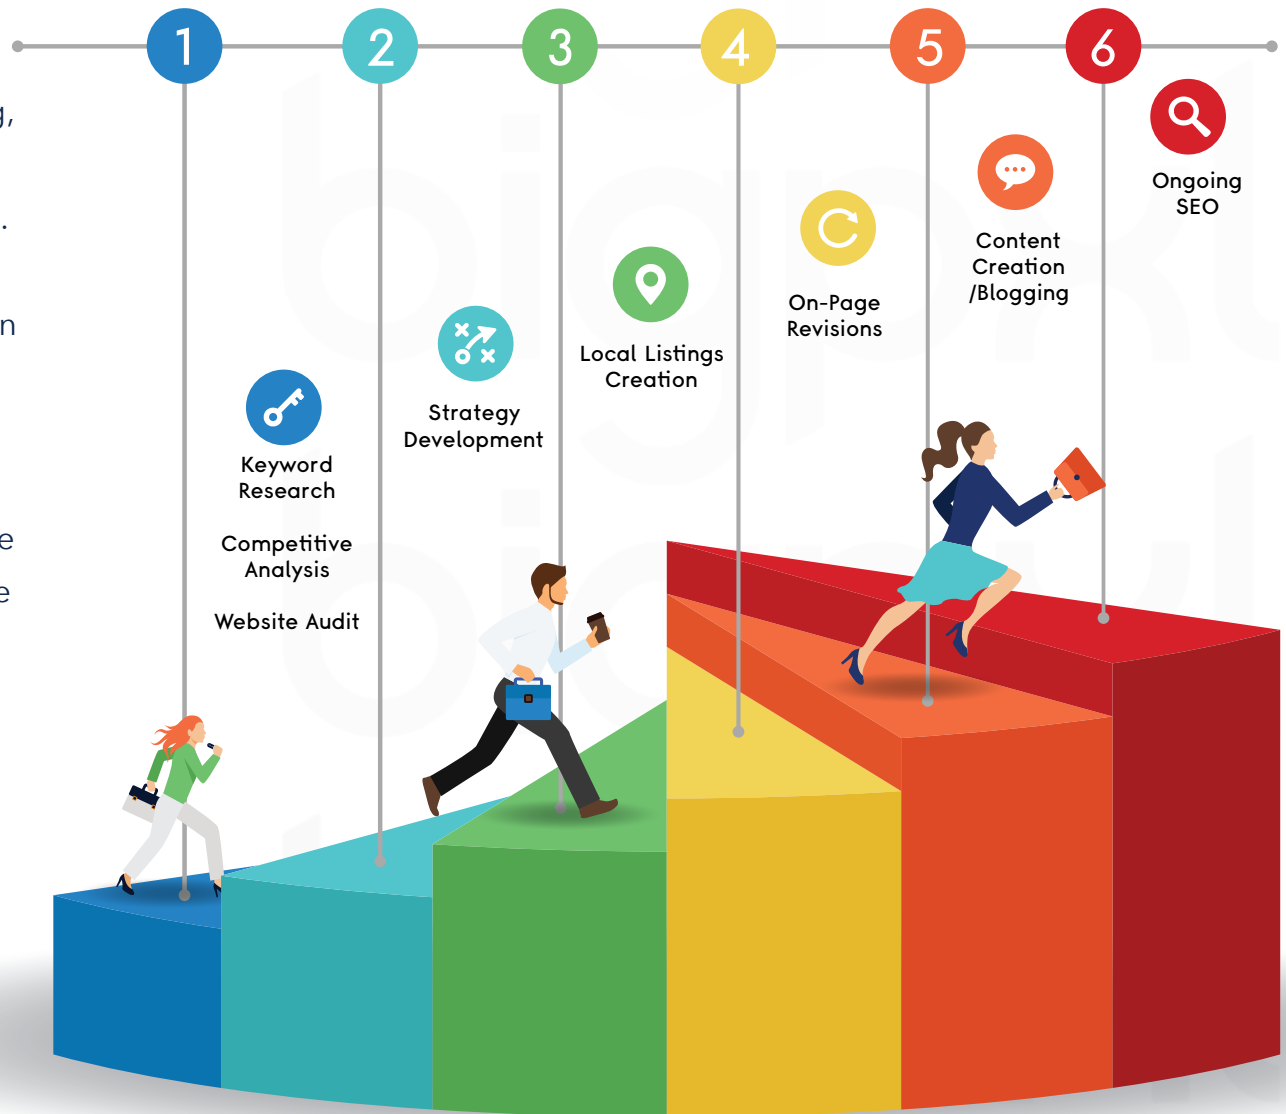 1
2
3
4
5
6
g,
.
n
e
e
Keyword
Research
Competitive
Analysis
Website Audit
Strategy
Development
Local Listings
Creation
On-Page
Revisions
Content
Creation
/Blogging
Ongoing
SEO